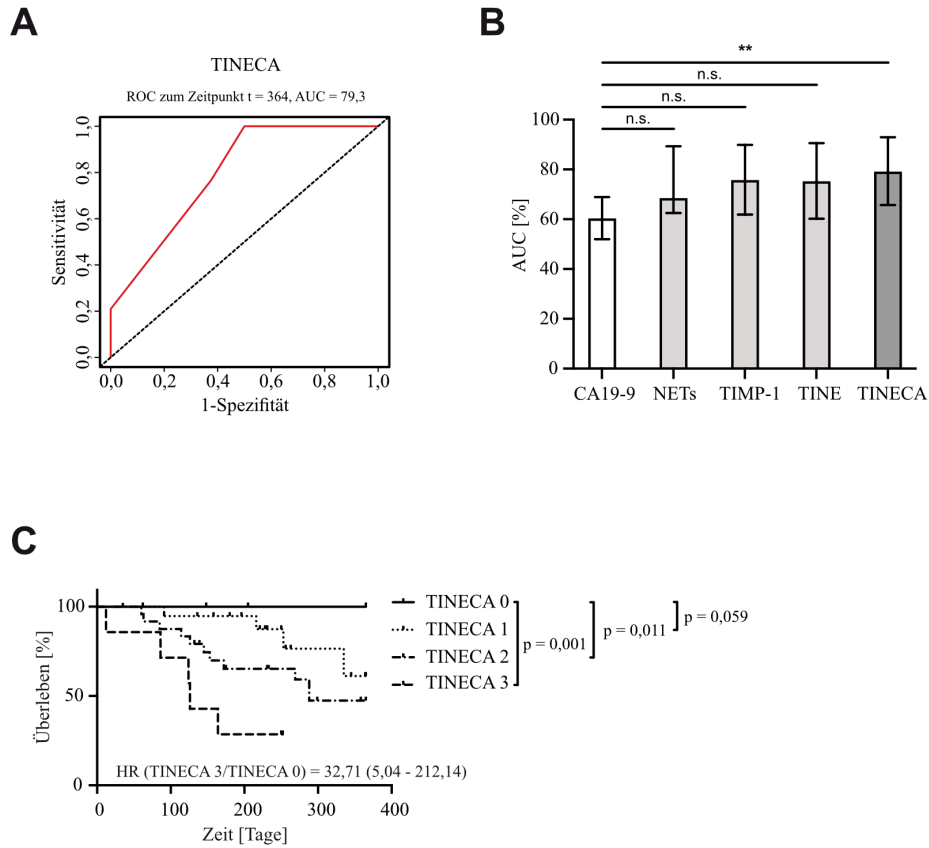 A
TINECA
ROC zum Zeitpunkt t = 364, AUC = 79,3
Sensitivität
1,0
0,8
0,6
0,4
0,2
0,0
0,0 0,2 0,4 0,6 0,8 1,0
1-Spezifität
B
**
n.s.
n.s.
n.s.
AUC [%]
100
80
60
40
20
0
CA19-9 NETs TIMP-1 TINE TINECA
C
Überleben [%]
100
50
0
0 100 200 300 400
Zeit [Tage]
HR (TINECA 3/TINECA 0) = 32,71 (5,04 - 212,14)
TINECA 0
TINECA 1
TINECA 2
TINECA 3
p = 0,001
p = 0,011
p = 0,059